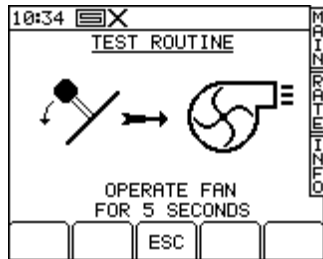 10:34
TEST ROUTINE
OPERATE FAN
FOR 5 SECONDS
ESC
MAIN
RATE
INFO